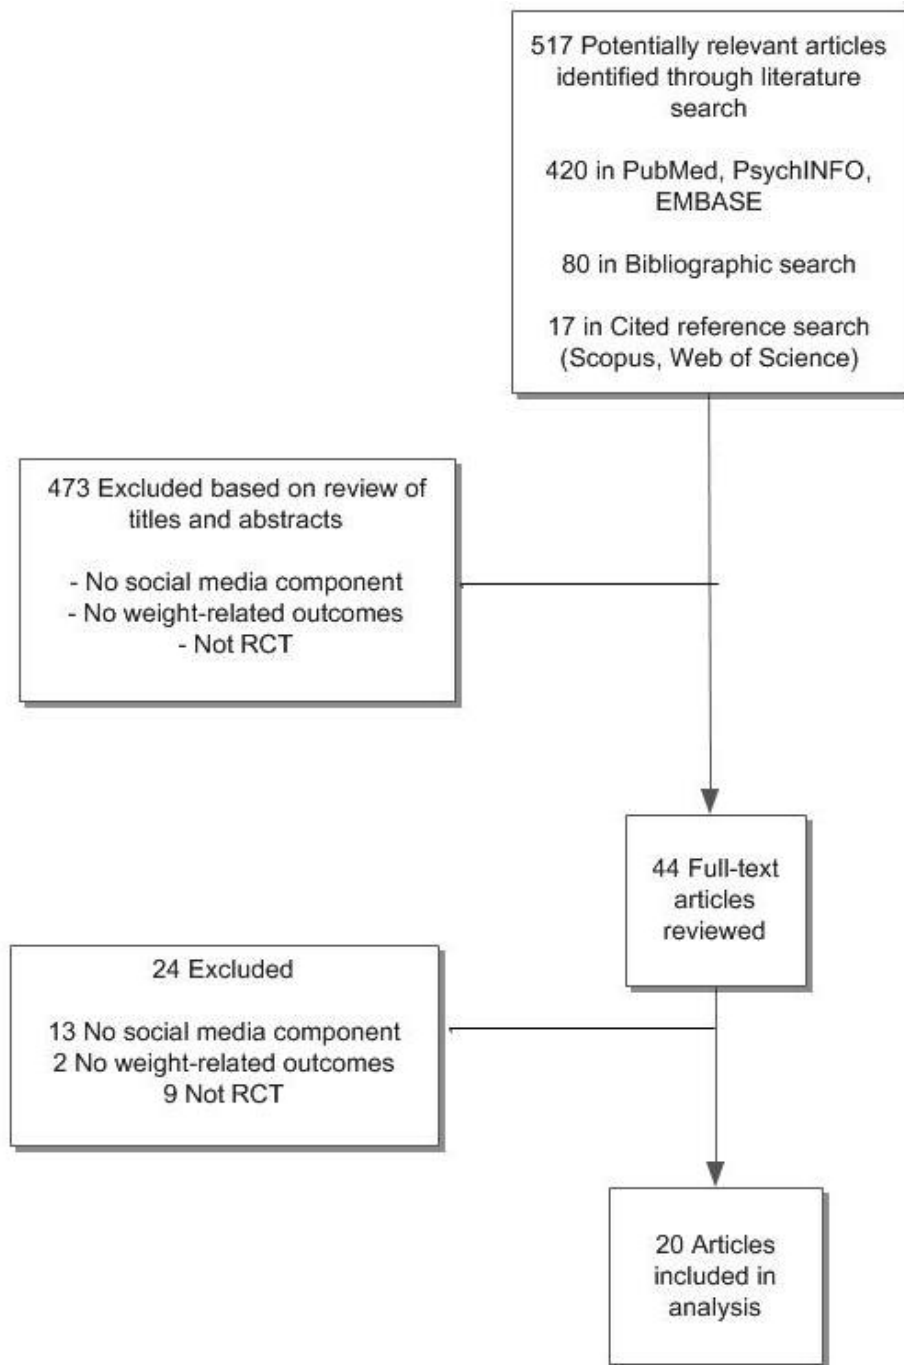 517 Potentially relevant articles
identified through literature
search
420 in PubMed, PsychINFO,
EMBASE
80 in Bibliographic search
17 in Cited reference search
(Scopus, Web of Science)
473 Excluded based on review of
titles and abstracts
- No social media component
- No weight-related outcomes
- Not RCT
44 Full-text
articles
reviewed
24 Excluded
13 No social media component
2 No weight-related outcomes
9 Not RCT
20 Articles
included in
analysis